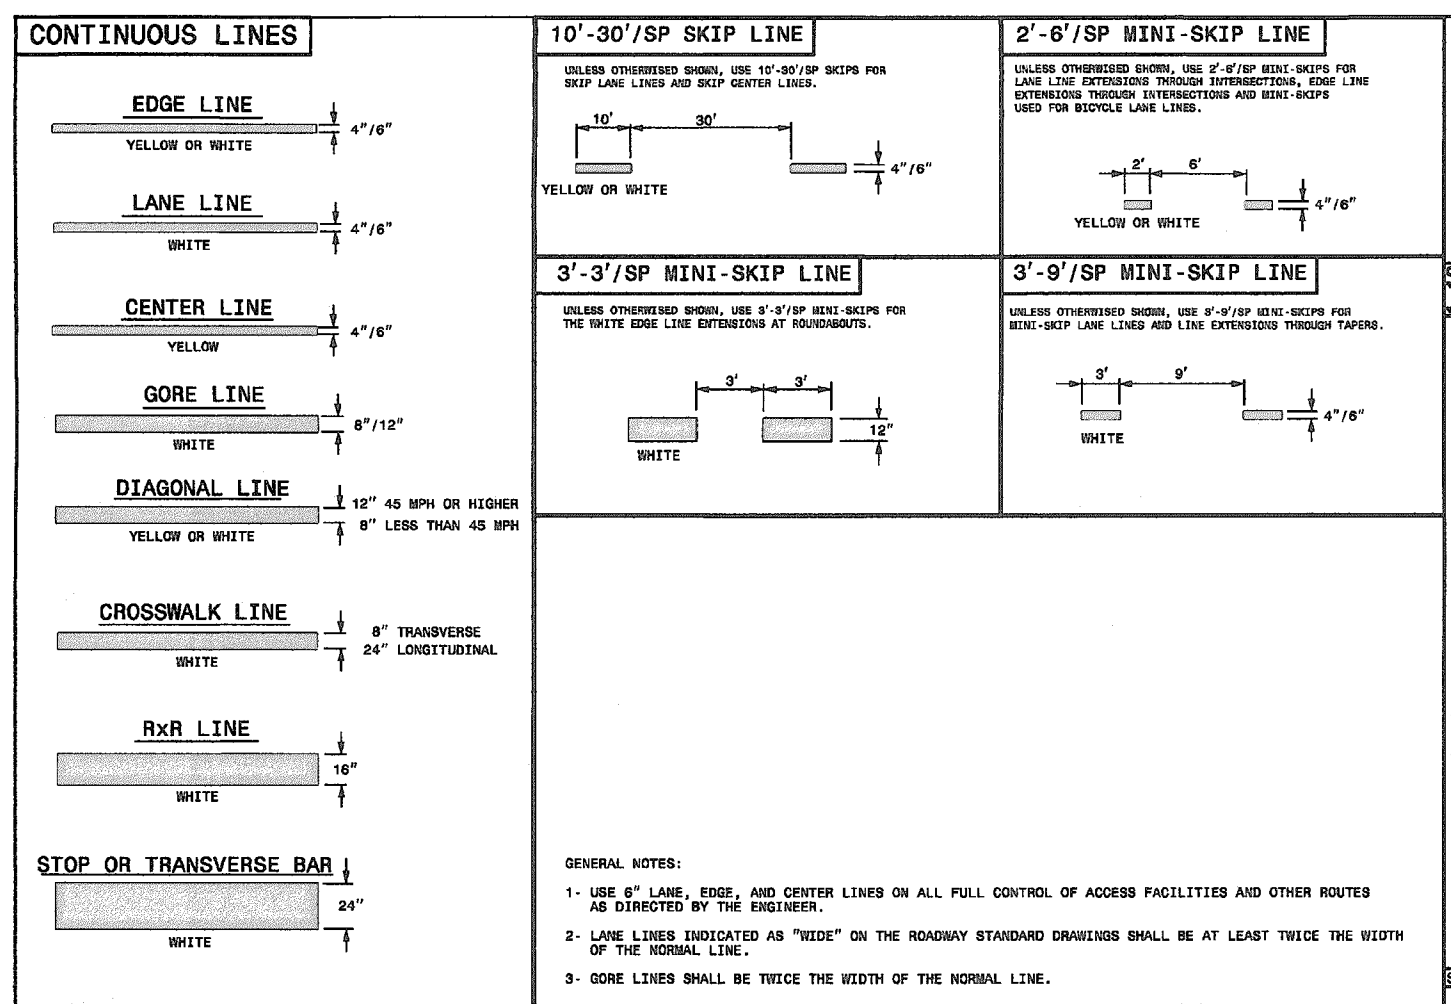 CONTINUOUS LINES
EDGE LINE
4"/6"
YELLOW OR WHITE
LANE LINE
4"/6"
WHITE
CENTER LINE
4"/6"
YELLOW
GORE LINE
8"/12"
WHITE
DIAGONAL LINE
12" 45 MPH OR HIGHER
8" LESS THAN 45 MPH
YELLOW OR WHITE
CROSSWALK LINE
8" TRANSVERSE
24" LONGITUDINAL
WHITE
RxR LINE
16"
WHITE
STOP OR TRANSVERSE BAR
24"
WHITE
10'-30'/SP SKIP LINE
UNLESS OTHERWISED SHOWN, USE 10'-30'/SP SKIPS FOR
SKIP LANE LINES AND SKIP CENTER LINES.
10'
30'
4"/6"
YELLOW OR WHITE
2'-6'/SP MINI-SKIP LINE
UNLESS OTHERWISED SHOWN, USE 2'-6'/SP MINI-SKIPS FOR
LANE LINE EXTENSIONS THROUGH INTERSECTIONS, EDGE LINE
EXTENSIONS THROUGH INTERSECTIONS AND MINI-SKIPS
USED FOR BICYCLE LANE LINES.
2'
6'
4"/6"
YELLOW OR WHITE
3'-3'/SP MINI-SKIP LINE
UNLESS OTHERWISED SHOWN, USE 3'-3'/SP MINI-SKIPS FOR
THE WHITE EDGE LINE ENTENSIONS AT ROUNDABOUTS.
3'
3'
12"
WHITE
3'-9'/SP MINI-SKIP LINE
UNLESS OTHERWISED SHOWN, USE 3'-9'/SP MINI-SKIPS FOR
MINI-SKIP LANE LINES AND LINE EXTENSIONS THROUGH TAPERS.
3'
9'
4"/6"
WHITE
GENERAL NOTES:
1- USE 6" LANE, EDGE, AND CENTER LINES ON ALL FULL CONTROL OF ACCESS FACILITIES AND OTHER ROUTES
AS DIRECTED BY THE ENGINEER.
2- LANE LINES INDICATED AS "WIDE" ON THE ROADWAY STANDARD DRAWINGS SHALL BE AT LEAST TWICE THE WIDTH
OF THE NORMAL LINE.
3- GORE LINES SHALL BE TWICE THE WIDTH OF THE NORMAL LINE.